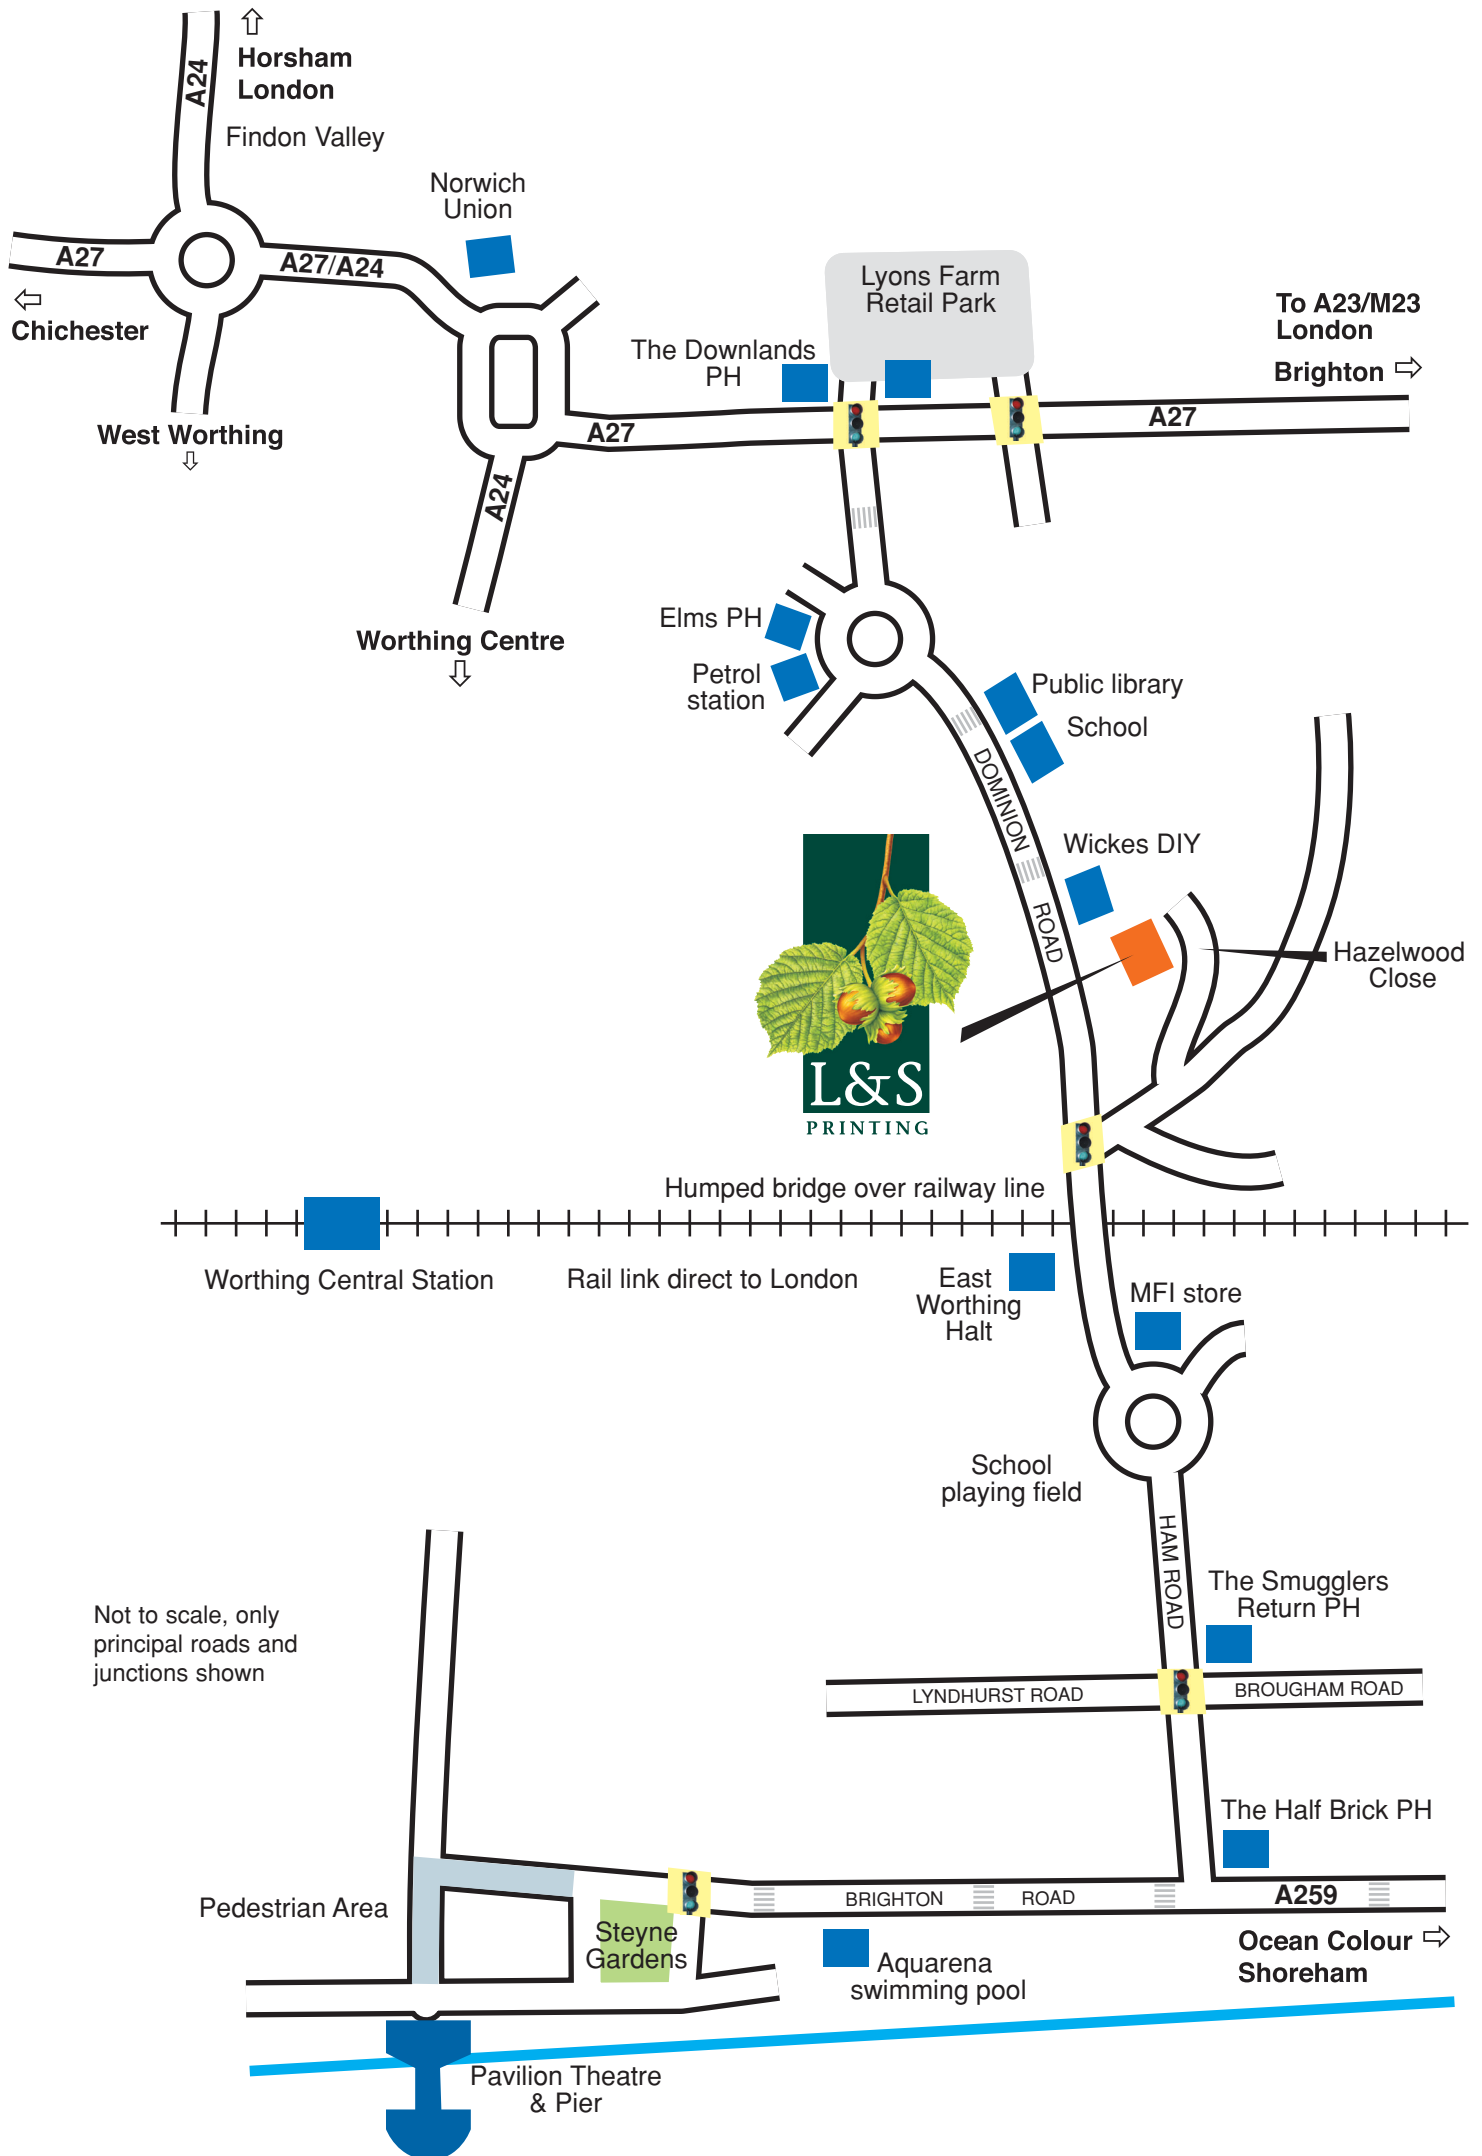 A24
Horsham
London
Findon Valley
Norwich
Union
A27
A27/A24
Chichester
West Worthing
Lyons Farm
Retail Park
To A23/M23
London
Brighton
The Downlands
PH
A27
A27
A24
Worthing Centre
Elms PH
Petrol
station
Public library
School
DOMINION
ROAD
Wickes DIY
Hazelwood
Close
L&S
PRINTING
Humped bridge over railway line
Worthing Central Station
Rail link direct to London
East
Worthing
Halt
MFI store
School
playing field
HAM ROAD
The Smugglers
Return PH
Not to scale, only
principal roads and
junctions shown
LYNDHURST ROAD
BROUGHAM ROAD
The Half Brick PH
Pedestrian Area
BRIGHTON ROAD
A259
Steyne
Gardens
Aquarena
swimming pool
Ocean Colour
Shoreham
Pavilion Theatre
& Pier